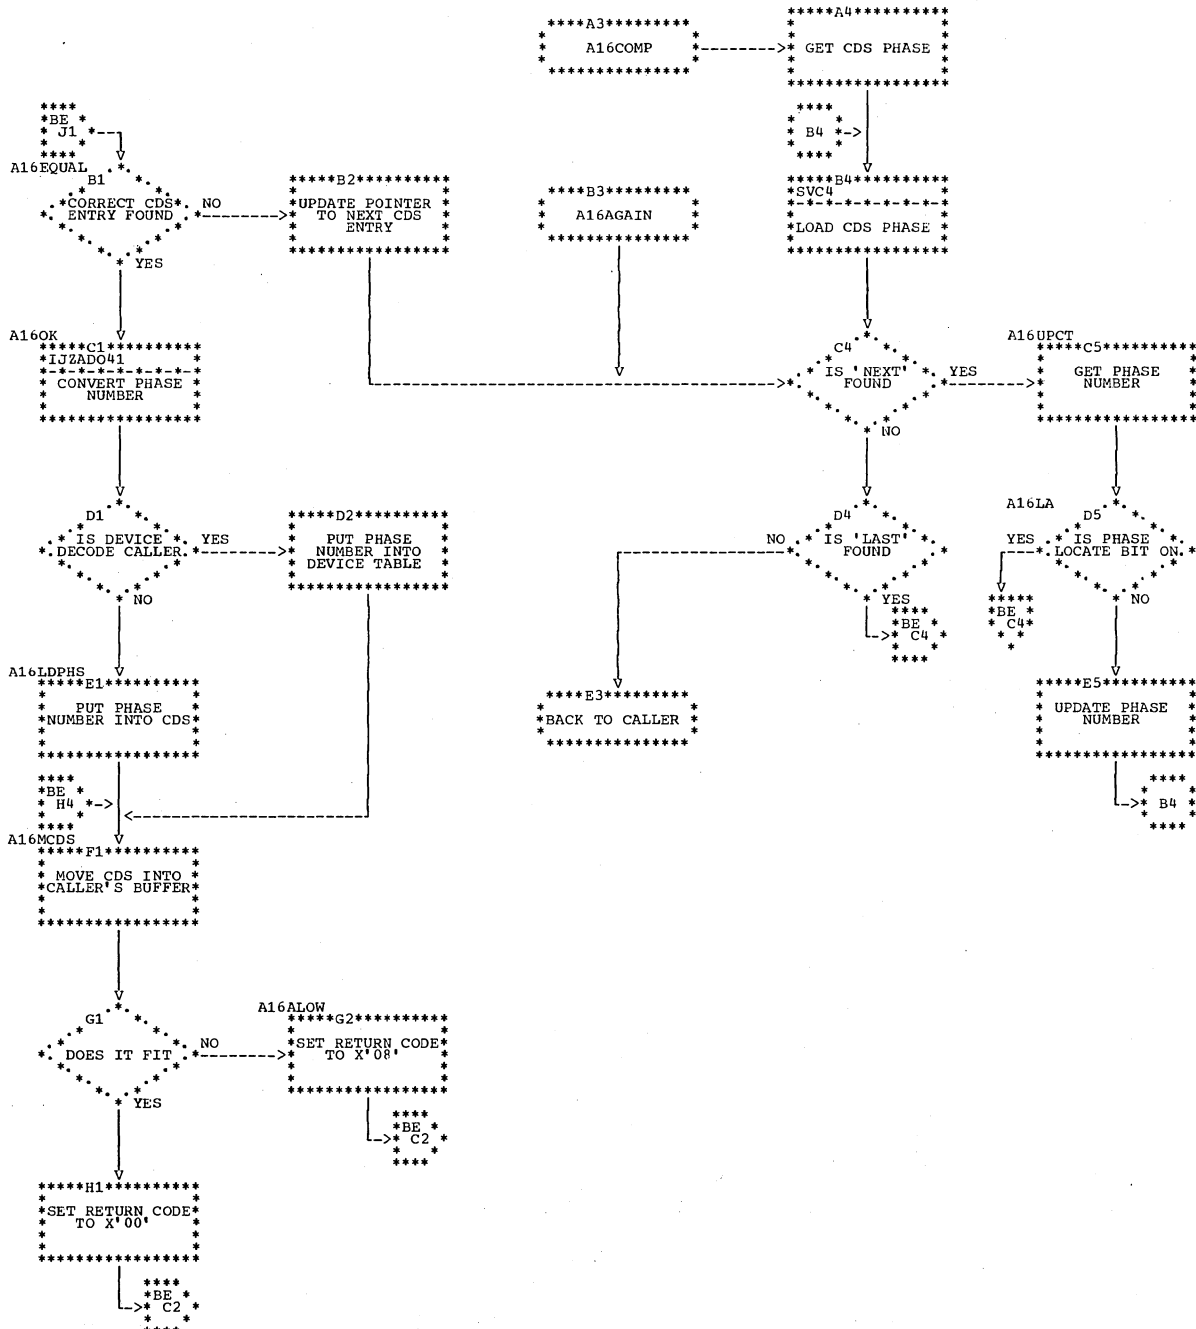 A3
A16COMP
A4
GET CDS PHASE
BE
J1
B4
A16EQUAL
B1
CORRECT CDS
ENTRY FOUND
NO
YES
B2
UPDATE POINTER
TO NEXT CDS
ENTRY
B3
A16AGAIN
B4
SVC4
LOAD CDS PHASE
A16OK
C1
IJZADO41
CONVERT PHASE
NUMBER
C4
IS 'NEXT'
FOUND
YES
NO
A16UPCT
C5
GET PHASE
NUMBER
D1
IS DEVICE
DECODE CALLER
YES
NO
D2
PUT PHASE
NUMBER INTO
DEVICE TABLE
D4
IS 'LAST'
FOUND
NO
YES
BE
C4
A16LA
D5
IS PHASE
LOCATE BIT ON
YES
NO
BE
C4
A16LDPHS
E1
PUT PHASE
NUMBER INTO CDS
E3
BACK TO CALLER
E5
UPDATE PHASE
NUMBER
BE
H4
B4
A16MCDS
F1
MOVE CDS INTO
CALLER'S BUFFER
G1
DOES IT FIT
NO
YES
A16ALOW
G2
SET RETURN CODE
TO X'08'
BE
C2
H1
SET RETURN CODE
TO X'00'
BE
C2